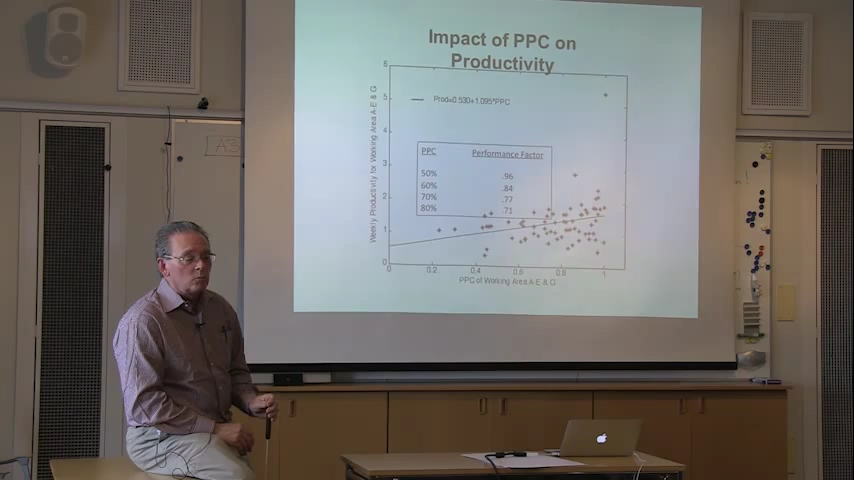 Impact of PPC on
Productivity
Prod=0.530+1.095*PPC
PPC Performance Factor
50% .96
60% .84
70% .77
80% .71
Weekly Productivity for Working Area A-E & G
6
5
4
3
2
1
0
0 0.2 0.4 0.6 0.8 1
PPC of Working Area A-E & G
A3